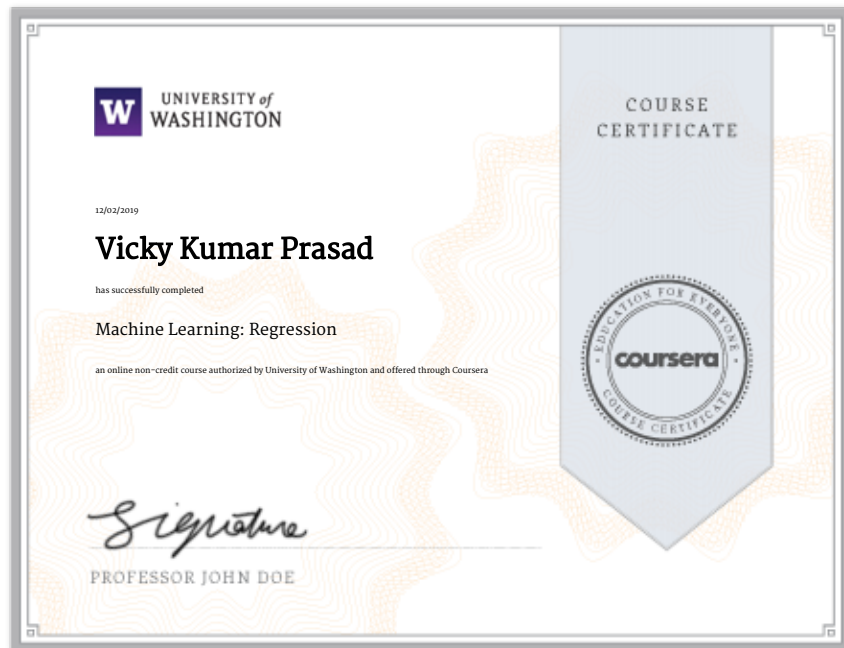 W UNIVERSITY of
WASHINGTON
COURSE
CERTIFICATE
12/02/2019
Vicky Kumar Prasad
has successfully completed
Machine Learning: Regression
an online non-credit course authorized by University of Washington and offered through Coursera
EDUCATION FOR EVERYONE
coursera
COURSE CERTIFICATE
Signature
PROFESSOR JOHN DOE